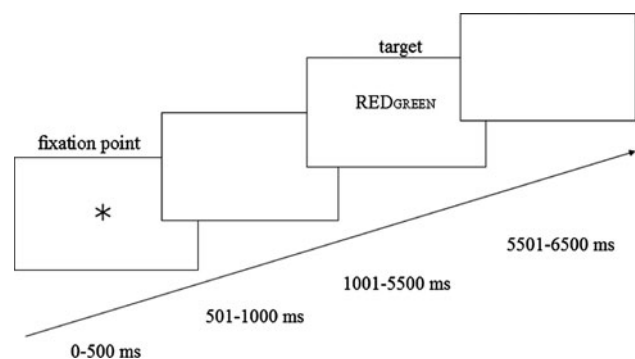 target
REDGREEN
fixation point
*
5501-6500 ms
1001-5500 ms
501-1000 ms
0-500 ms